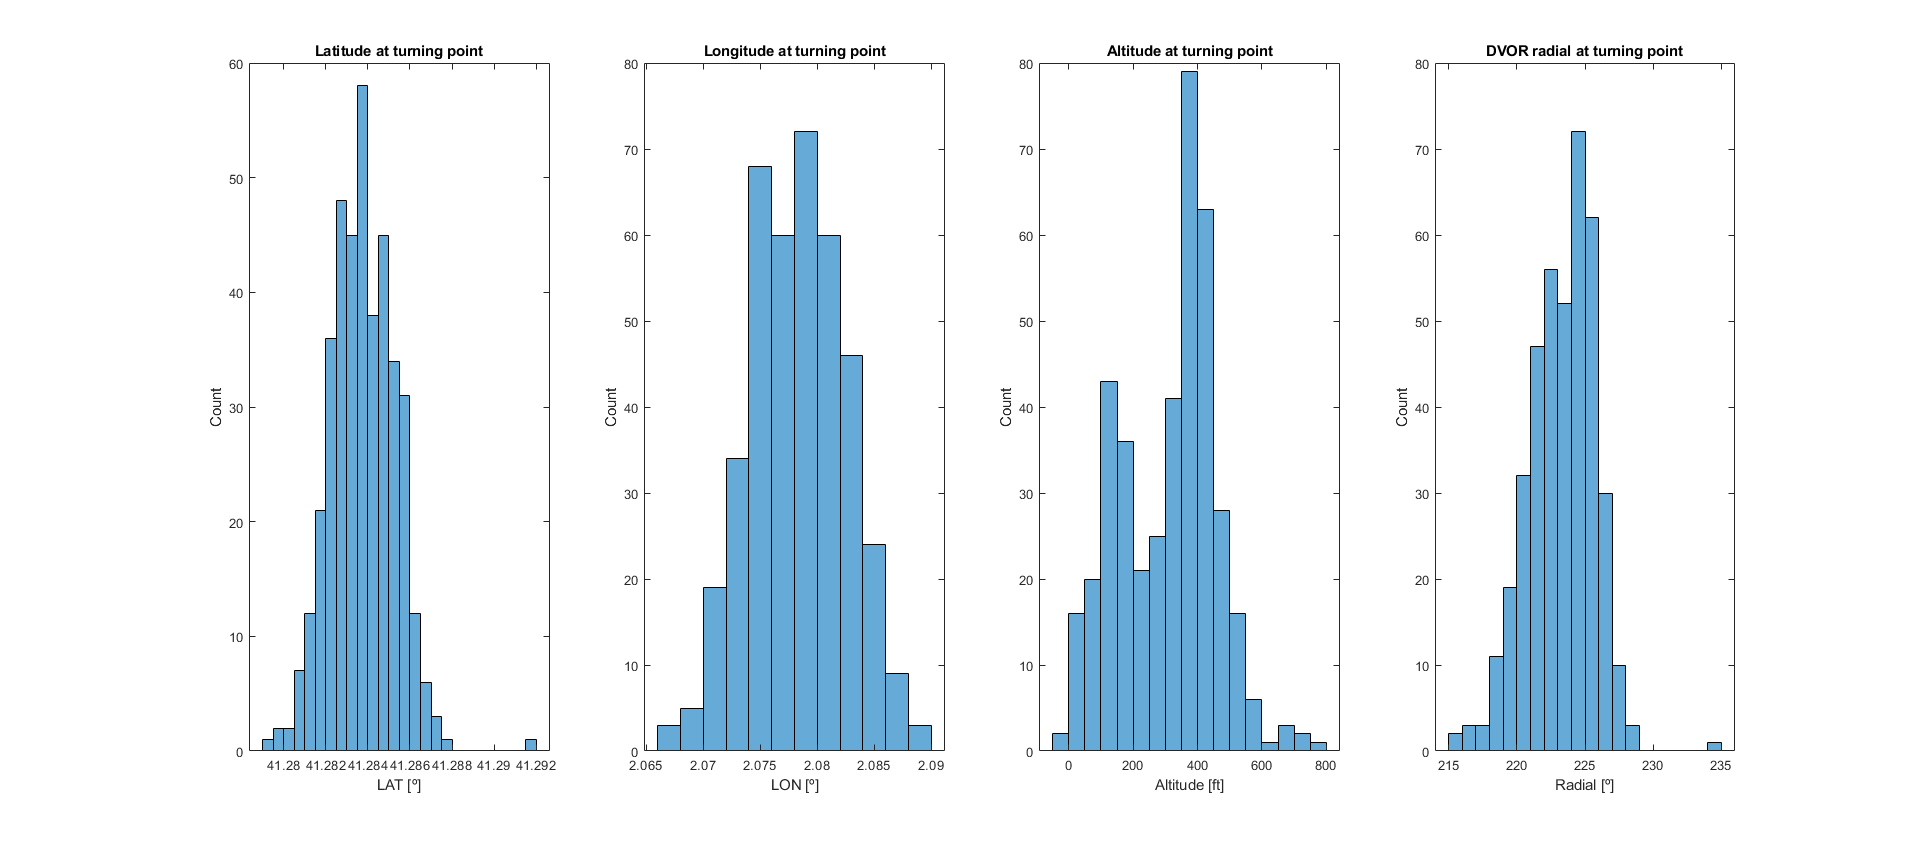 Latitude at turning point
60
50
40
30
20
10
0
Count
41.28 41.282 41.284 41.286 41.288 41.29 41.292
LAT [º]
Longitude at turning point
80
70
60
50
40
30
20
10
0
Count
2.065 2.07 2.075 2.08 2.085 2.09
LON [º]
Altitude at turning point
80
70
60
50
40
30
20
10
0
Count
0 200 400 600 800
Altitude [ft]
DVOR radial at turning point
80
70
60
50
40
30
20
10
0
Count
215 220 225 230 235
Radial [º]